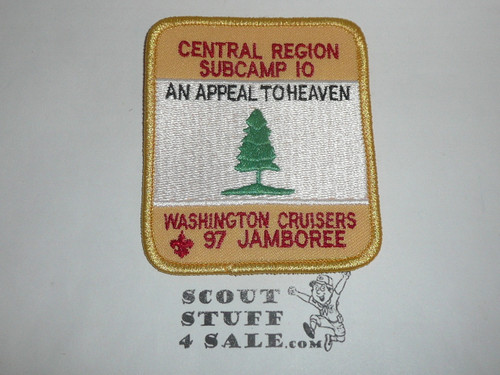 CENTRAL REGION
SUBCAMP 10
AN APPEAL TO HEAVEN
WASHINGTON CRUISERS
97 JAMBOREE
SCOUT
STUFF
4 SALE.COM